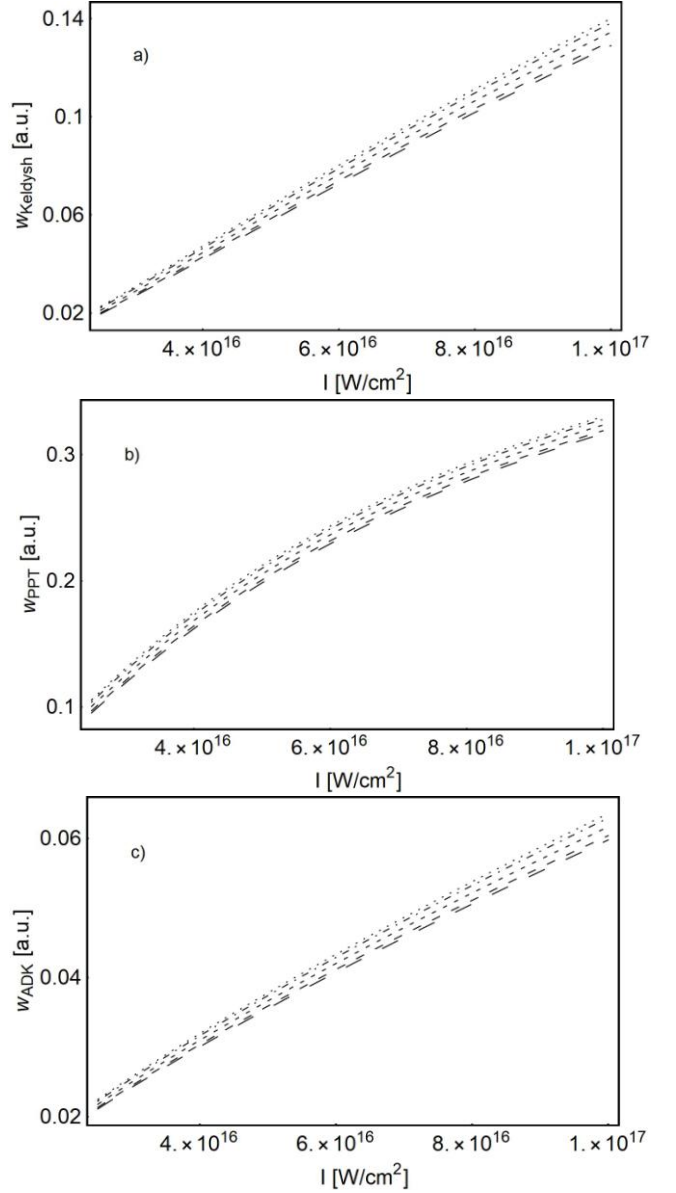 a)
0.14
0.1
0.06
0.02
w_Keldysh [a.u.]
4.×10^16 6.×10^16 8.×10^16 1.×10^17
I [W/cm^2]
b)
0.3
0.2
0.1
w_PPT [a.u.]
4.×10^16 6.×10^16 8.×10^16 1.×10^17
I [W/cm^2]
c)
0.06
0.04
0.02
w_ADK [a.u.]
4.×10^16 6.×10^16 8.×10^16 1.×10^17
I [W/cm^2]